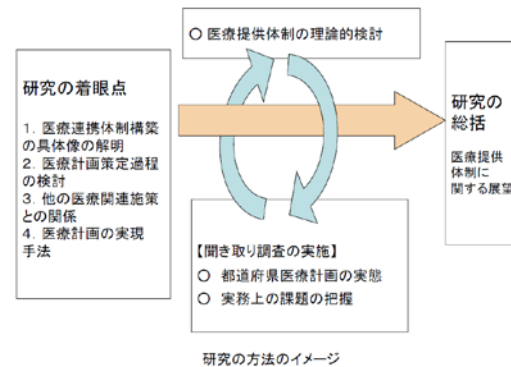 ○ 医療提供体制の理論的検討
研究の着眼点
1. 医療連携体制構築
の具体像の解明
2. 医療計画策定過程
の検討
3. 他の医療関連施策
との関係
4. 医療計画の実現
手法
研究の
総括
医療提供
体制に
関する展望
【聞き取り調査の実施】
○ 都道府県医療計画の実態
○ 実務上の課題の把握
研究の方法のイメージ